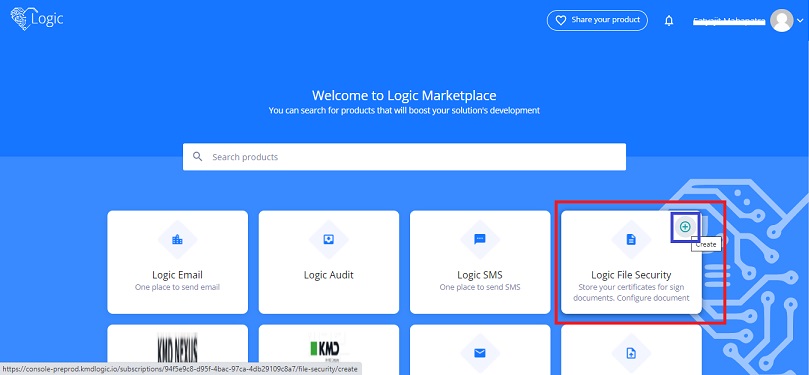 Logic
Share your product
Welcome to Logic Marketplace
You can search for products that will boost your solution's development
Search products
Create
Logic Email
One place to send email
Logic Audit
Logic SMS
One place to send SMS
Logic File Security
Store your certificates for sign
documents. Configure document
KMD NEXUS
KMD
https://console-preprod.kmdlogic.io/subscriptions/94f5e9c8-d95f-4bac-97ca-4db29109c8a7/file-security/create